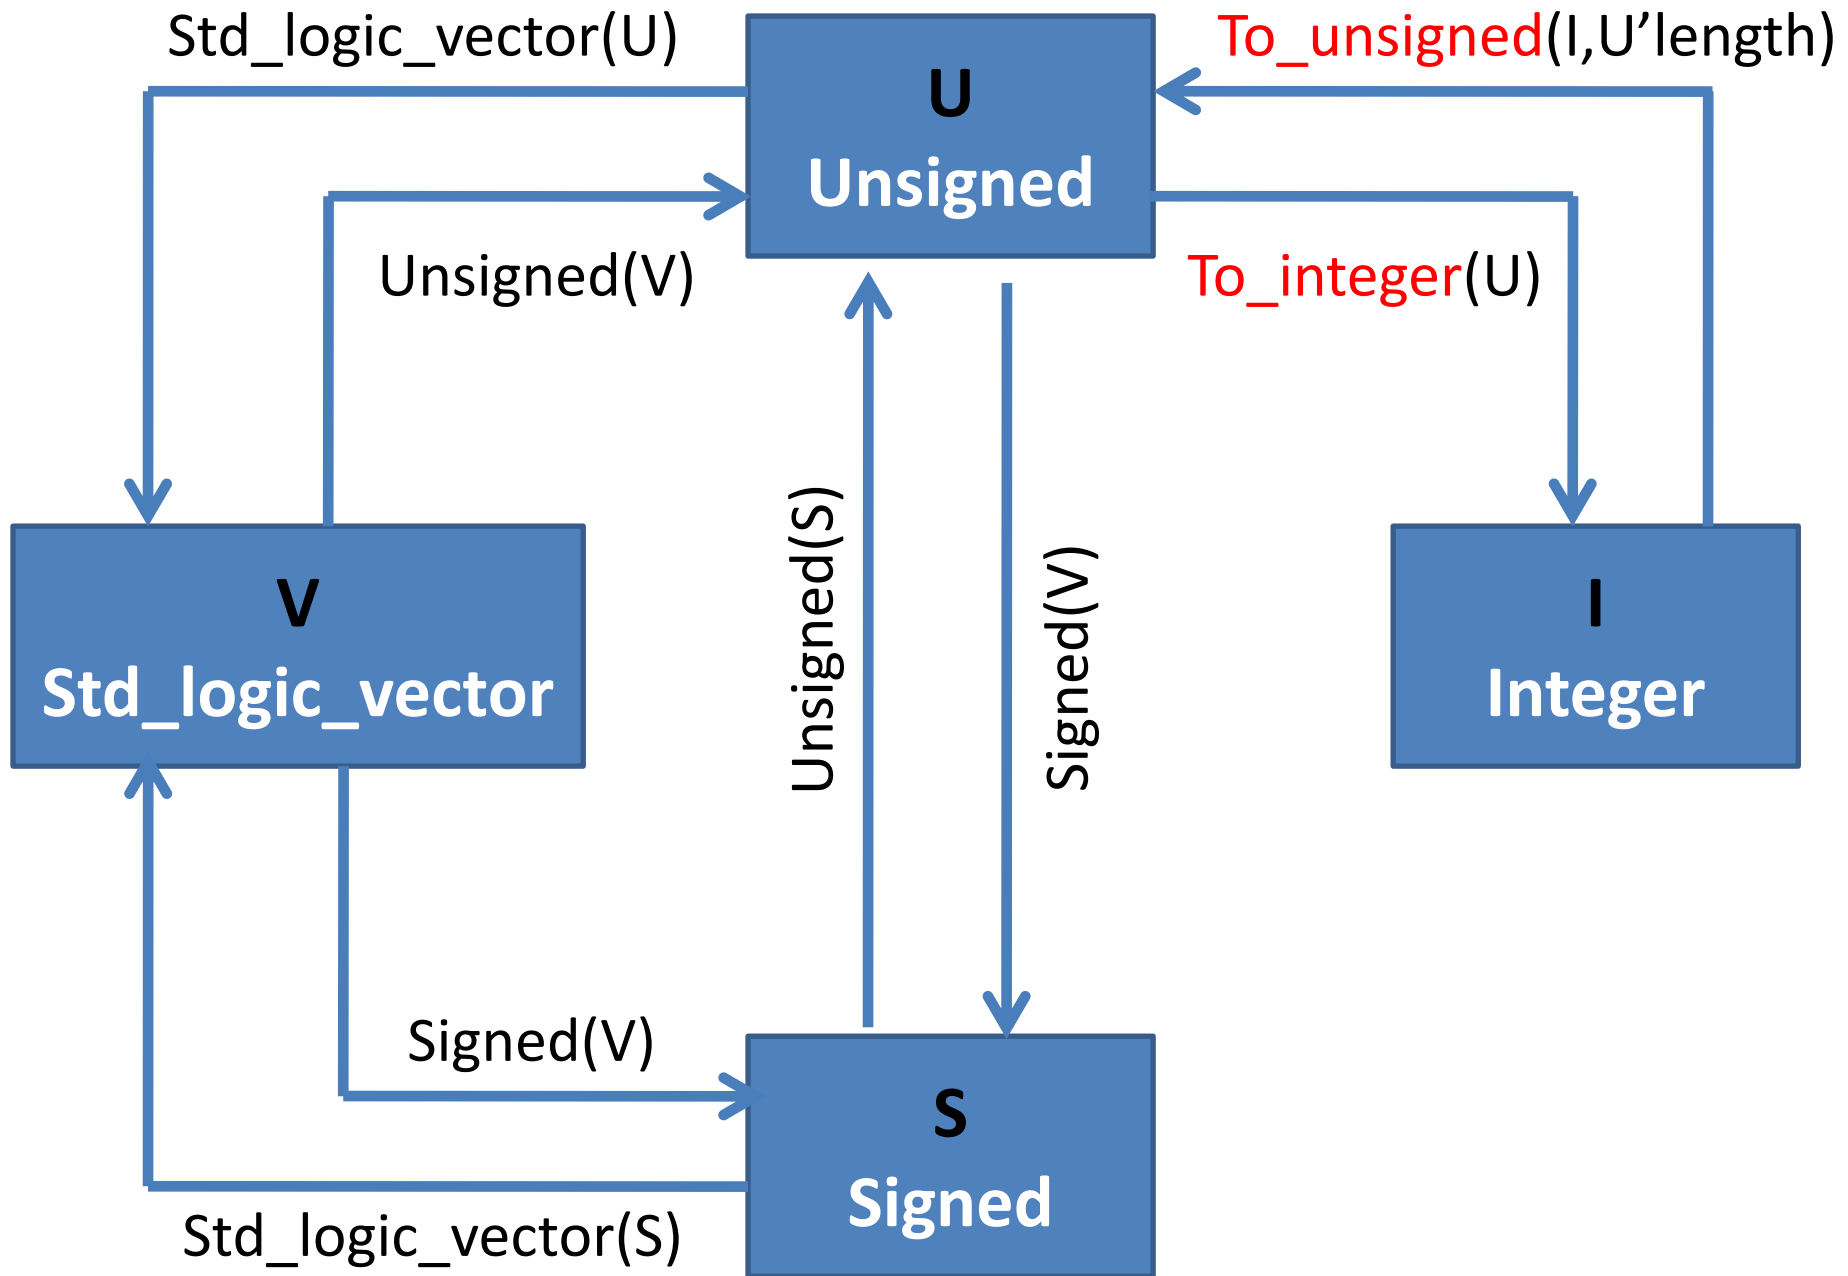 Std_logic_vector(U)
To_unsigned(I,U’length)
U
Unsigned
Unsigned(V)
To_integer(U)
Unsigned(S)
Signed(V)
V
Std_logic_vector
I
Integer
Signed(V)
S
Signed
Std_logic_vector(S)